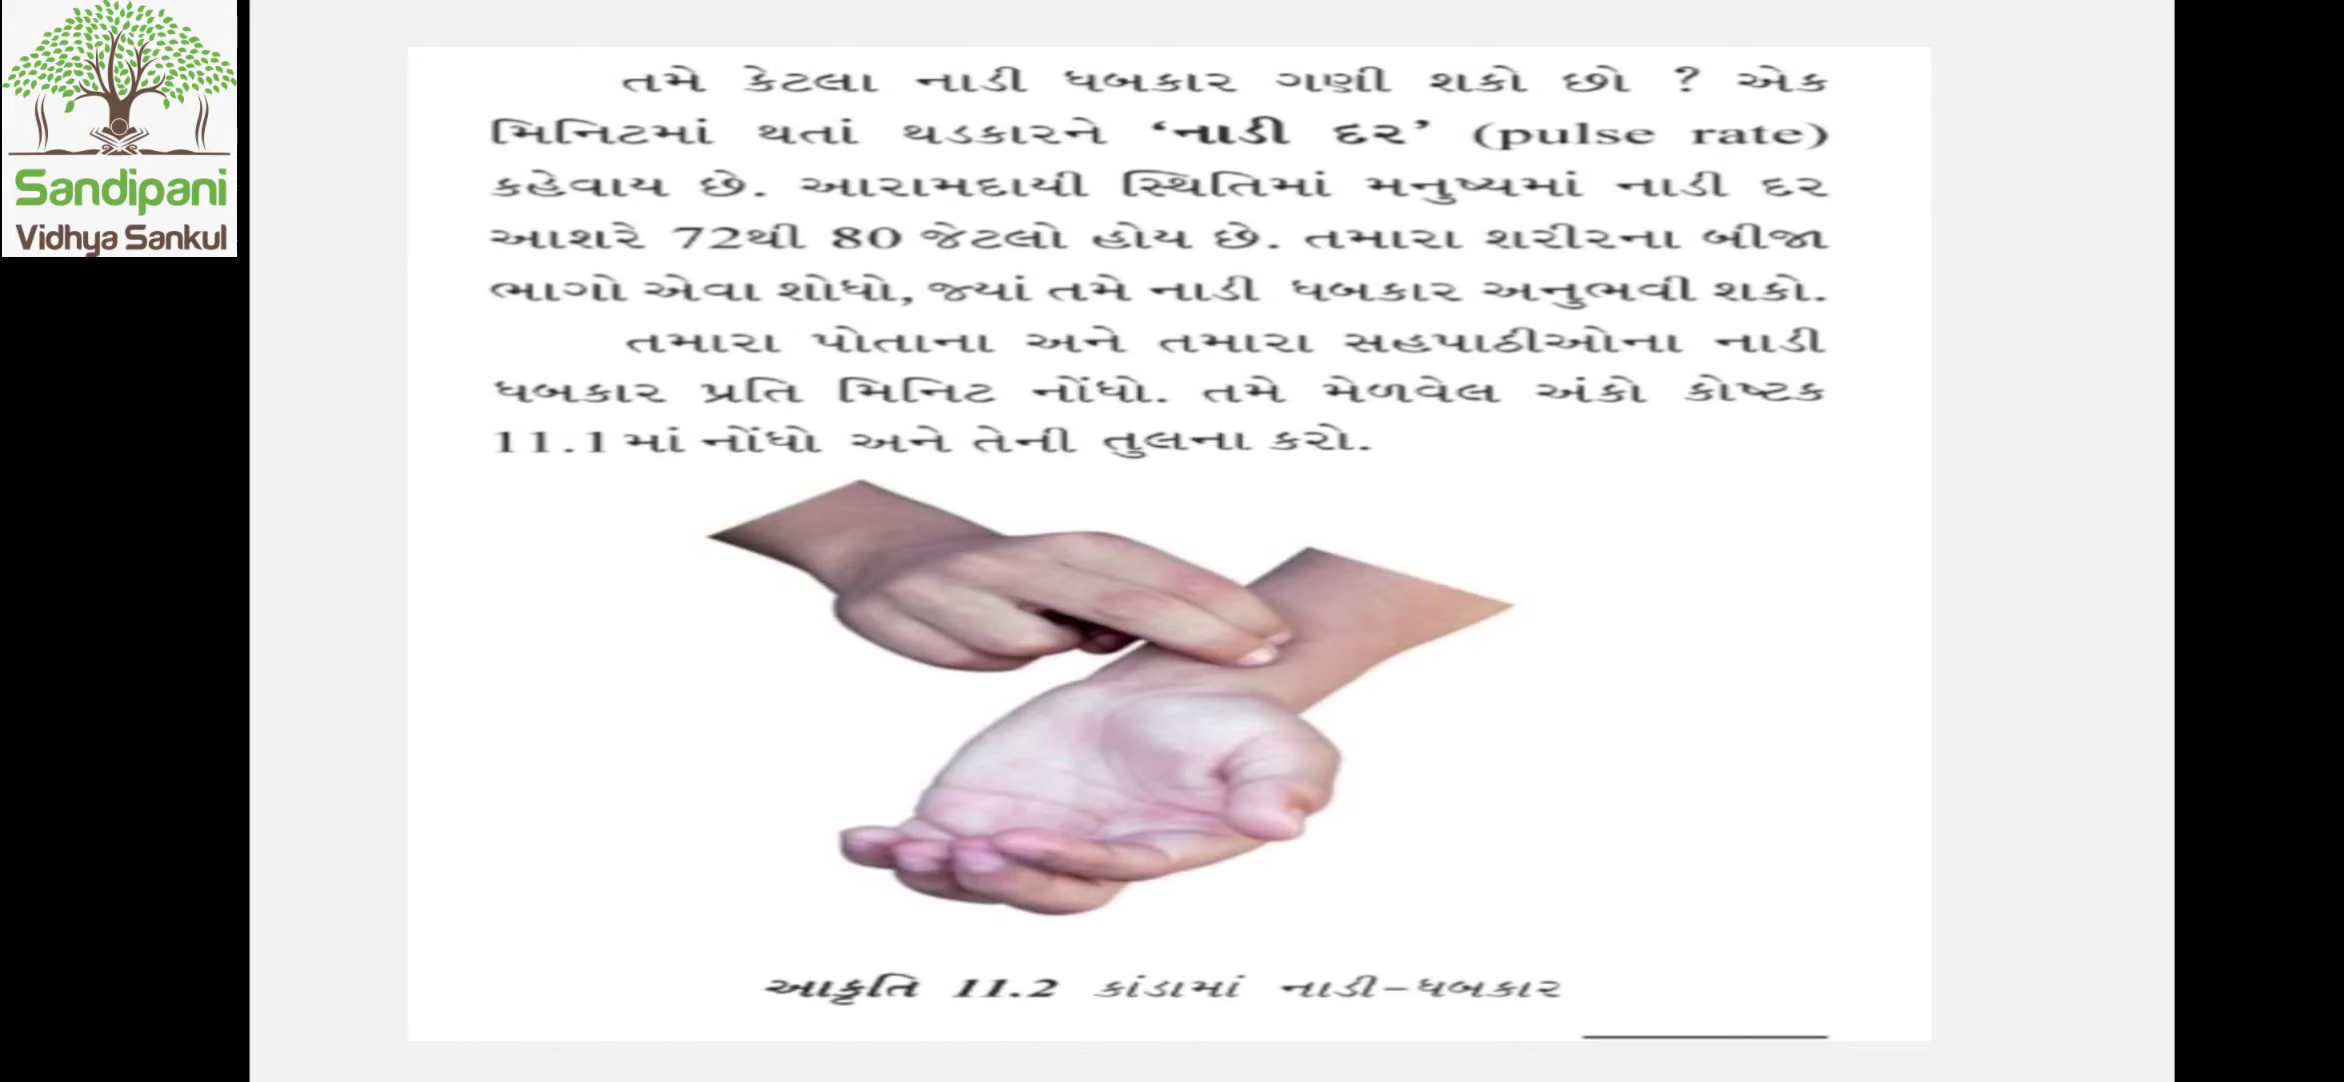 Sandipani
Vidhya Sankul
તમે કેટલા નાડી ધબકાર ગણી શકો છો ? એક
મિનિટમાં થતાં થડકારને ‘નાડી દર’ (pulse rate)
કહેવાય છે. આરામદાયી સ્થિતિમાં મનુષ્યમાં નાડી દર
આશરે 72થી 80 જેટલો હોય છે. તમારા શરીરના બીજા
ભાગો એવા શોધો, જ્યાં તમે નાડી ધબકાર અનુભવી શકો.
તમારા પોતાના અને તમારા સહપાઠીઓના નાડી
ધબકાર પ્રતિ મિનિટ નોંધો. તમે મેળવેલ અંકો કોષ્ટક
11.1માં નોંધો અને તેની તુલના કરો.
આકૃતિ 11.2 કાંડામાં નાડી-ધબકાર